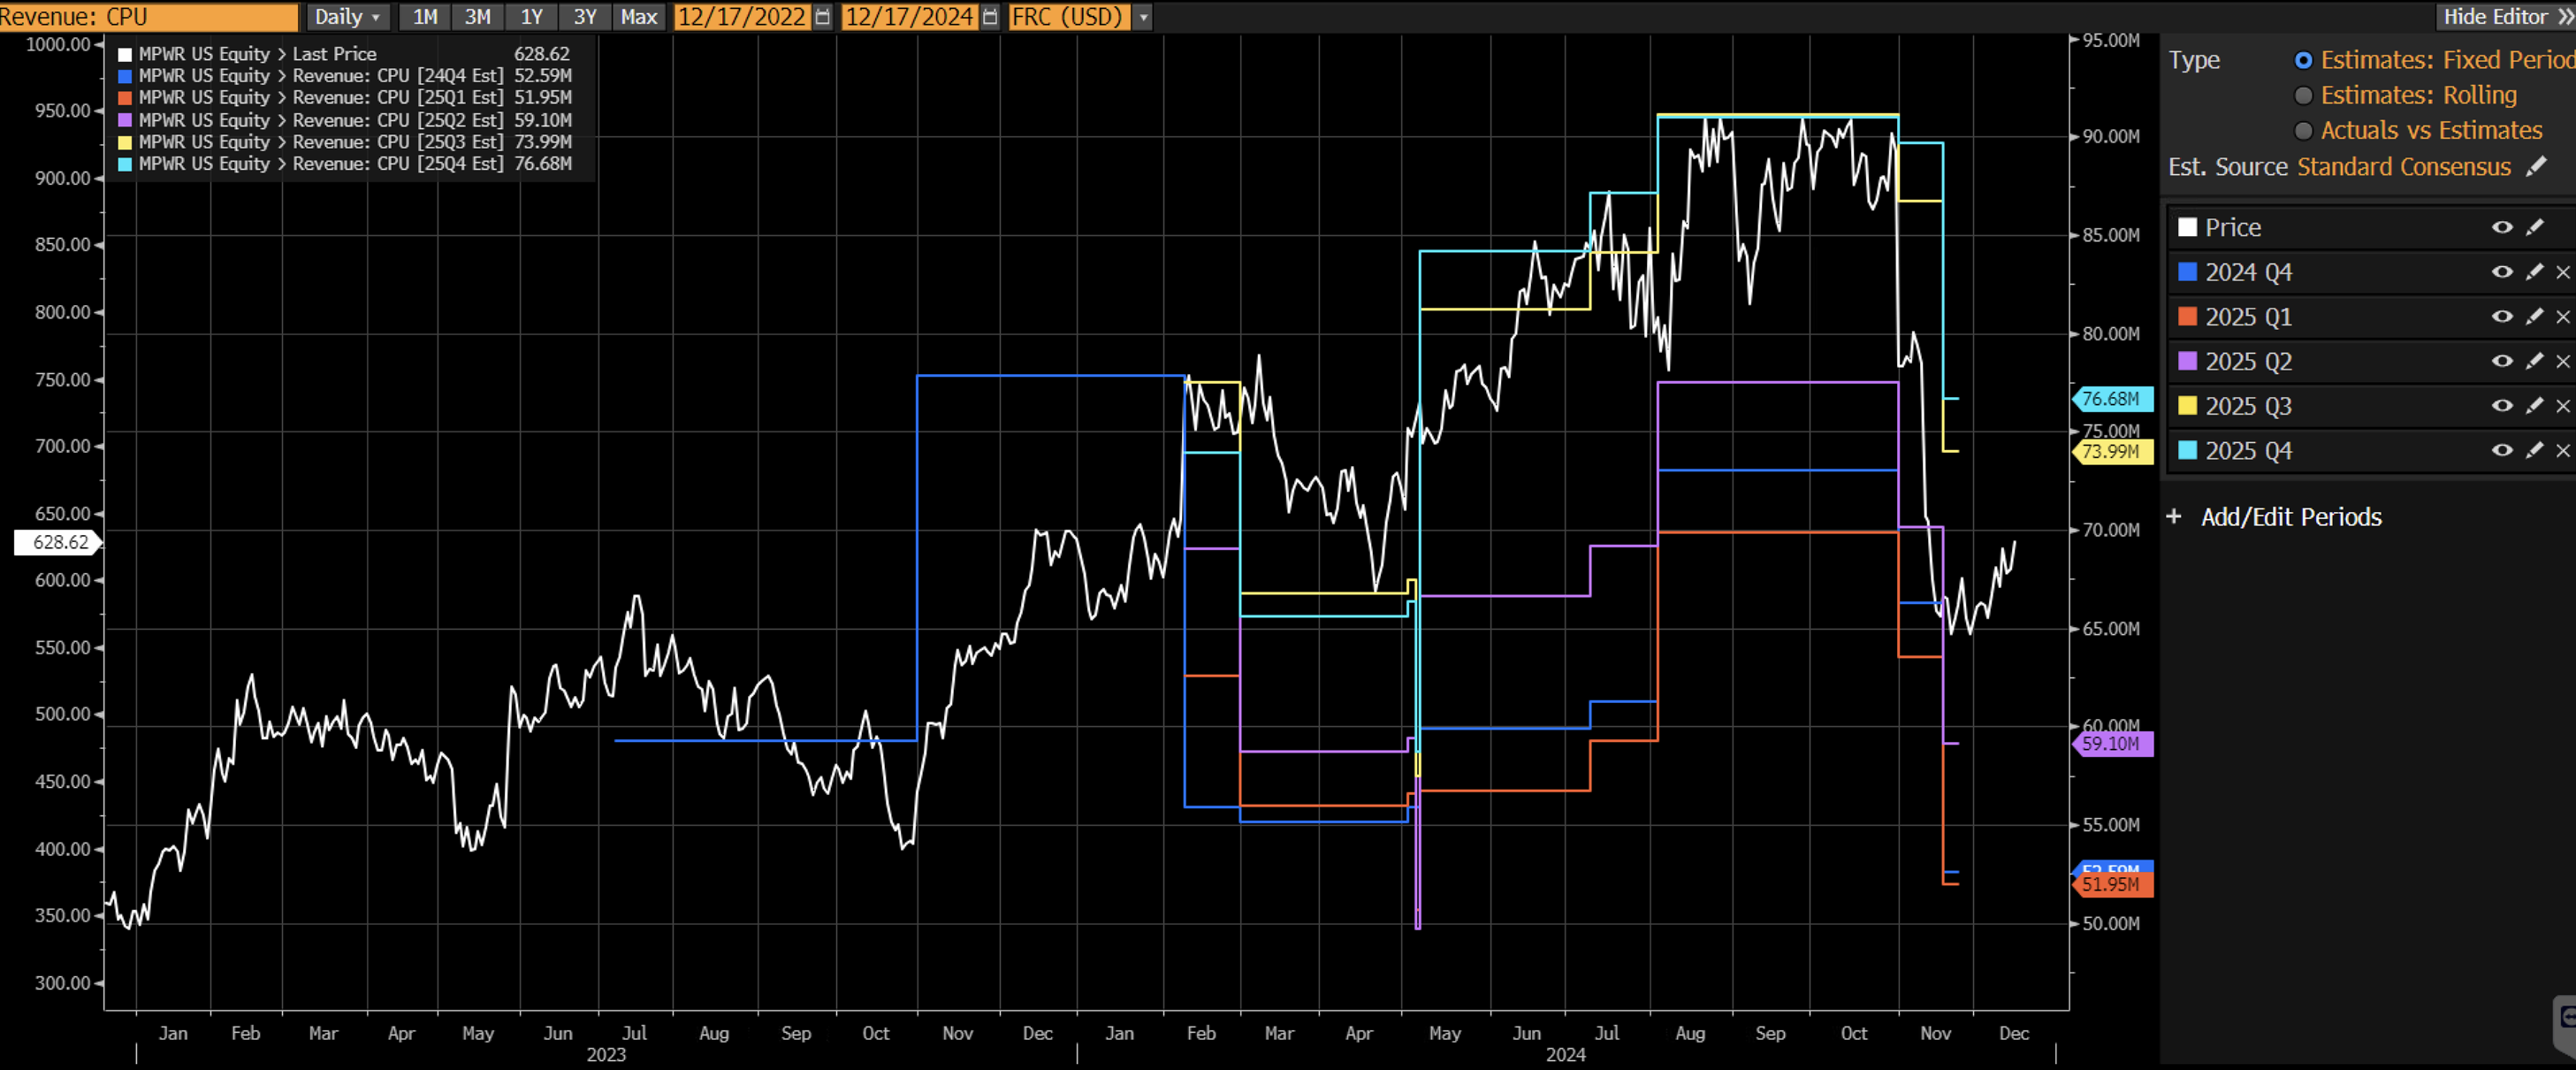 Revenue: CPU Daily 1M 3M 1Y 3Y Max 12/17/2022 12/17/2024 FRC (USD) Hide Editor
MPWR US Equity > Last Price 628.62
MPWR US Equity > Revenue: CPU [24Q4 Est] 52.59M
MPWR US Equity > Revenue: CPU [25Q1 Est] 51.95M
MPWR US Equity > Revenue: CPU [25Q2 Est] 59.10M
MPWR US Equity > Revenue: CPU [25Q3 Est] 73.99M
MPWR US Equity > Revenue: CPU [25Q4 Est] 76.68M
1000.00
950.00
900.00
850.00
800.00
750.00
700.00
650.00
628.62
600.00
550.00
500.00
450.00
400.00
350.00
300.00
95.00M
90.00M
85.00M
80.00M
76.68M
75.00M
73.99M
70.00M
65.00M
60.00M
59.10M
55.00M
52.59M
51.95M
50.00M
Jan Feb Mar Apr May Jun Jul Aug Sep Oct Nov Dec Jan Feb Mar Apr May Jun Jul Aug Sep Oct Nov Dec
2023 2024
Type Estimates: Fixed Period
Estimates: Rolling
Actuals vs Estimates
Est. Source Standard Consensus
Price
2024 Q4
2025 Q1
2025 Q2
2025 Q3
2025 Q4
+ Add/Edit Periods